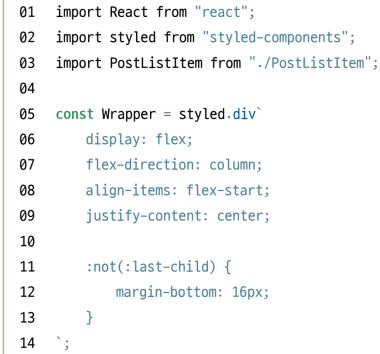 01 import React from "react";
02 import styled from "styled-components";
03 import PostListItem from "./PostListItem";
04
05 const Wrapper = styled.div`
06     display: flex;
07     flex-direction: column;
08     align-items: flex-start;
09     justify-content: center;
10
11     :not(:last-child) {
12         margin-bottom: 16px;
13     }
14 `;